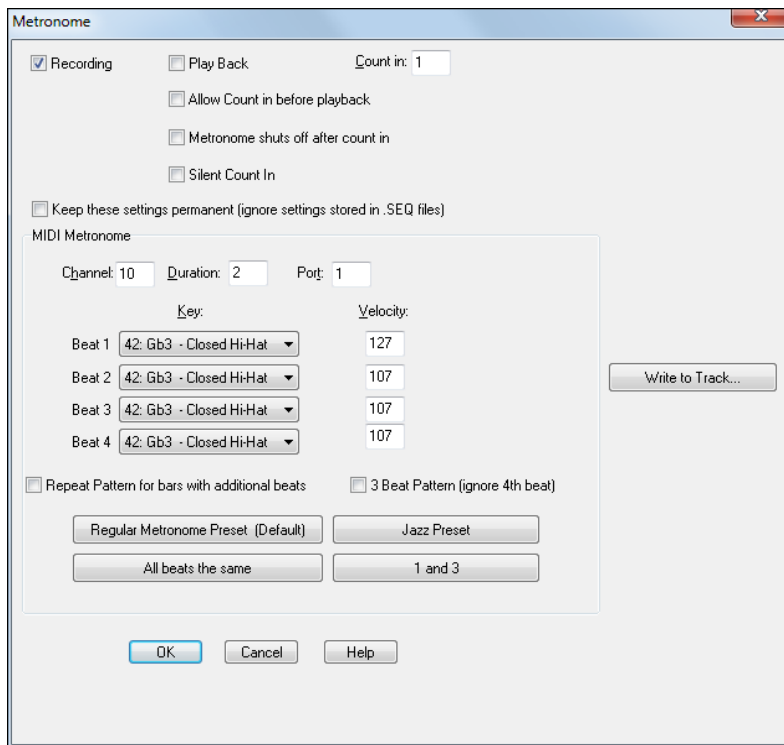 Metronome
Recording Play Back Count in: 1
Allow Count in before playback
Metronome shuts off after count in
Silent Count In
Keep these settings permanent (ignore settings stored in .SEQ files)
MIDI Metronome
Channel: 10 Duration: 2 Port: 1
Key: Velocity:
Beat 1 42: Gb3 - Closed Hi-Hat 127
Beat 2 42: Gb3 - Closed Hi-Hat 107
Write to Track...
Beat 3 42: Gb3 - Closed Hi-Hat 107
Beat 4 42: Gb3 - Closed Hi-Hat 107
Repeat Pattern for bars with additional beats 3 Beat Pattern (ignore 4th beat)
Regular Metronome Preset (Default) Jazz Preset
All beats the same 1 and 3
OK Cancel Help